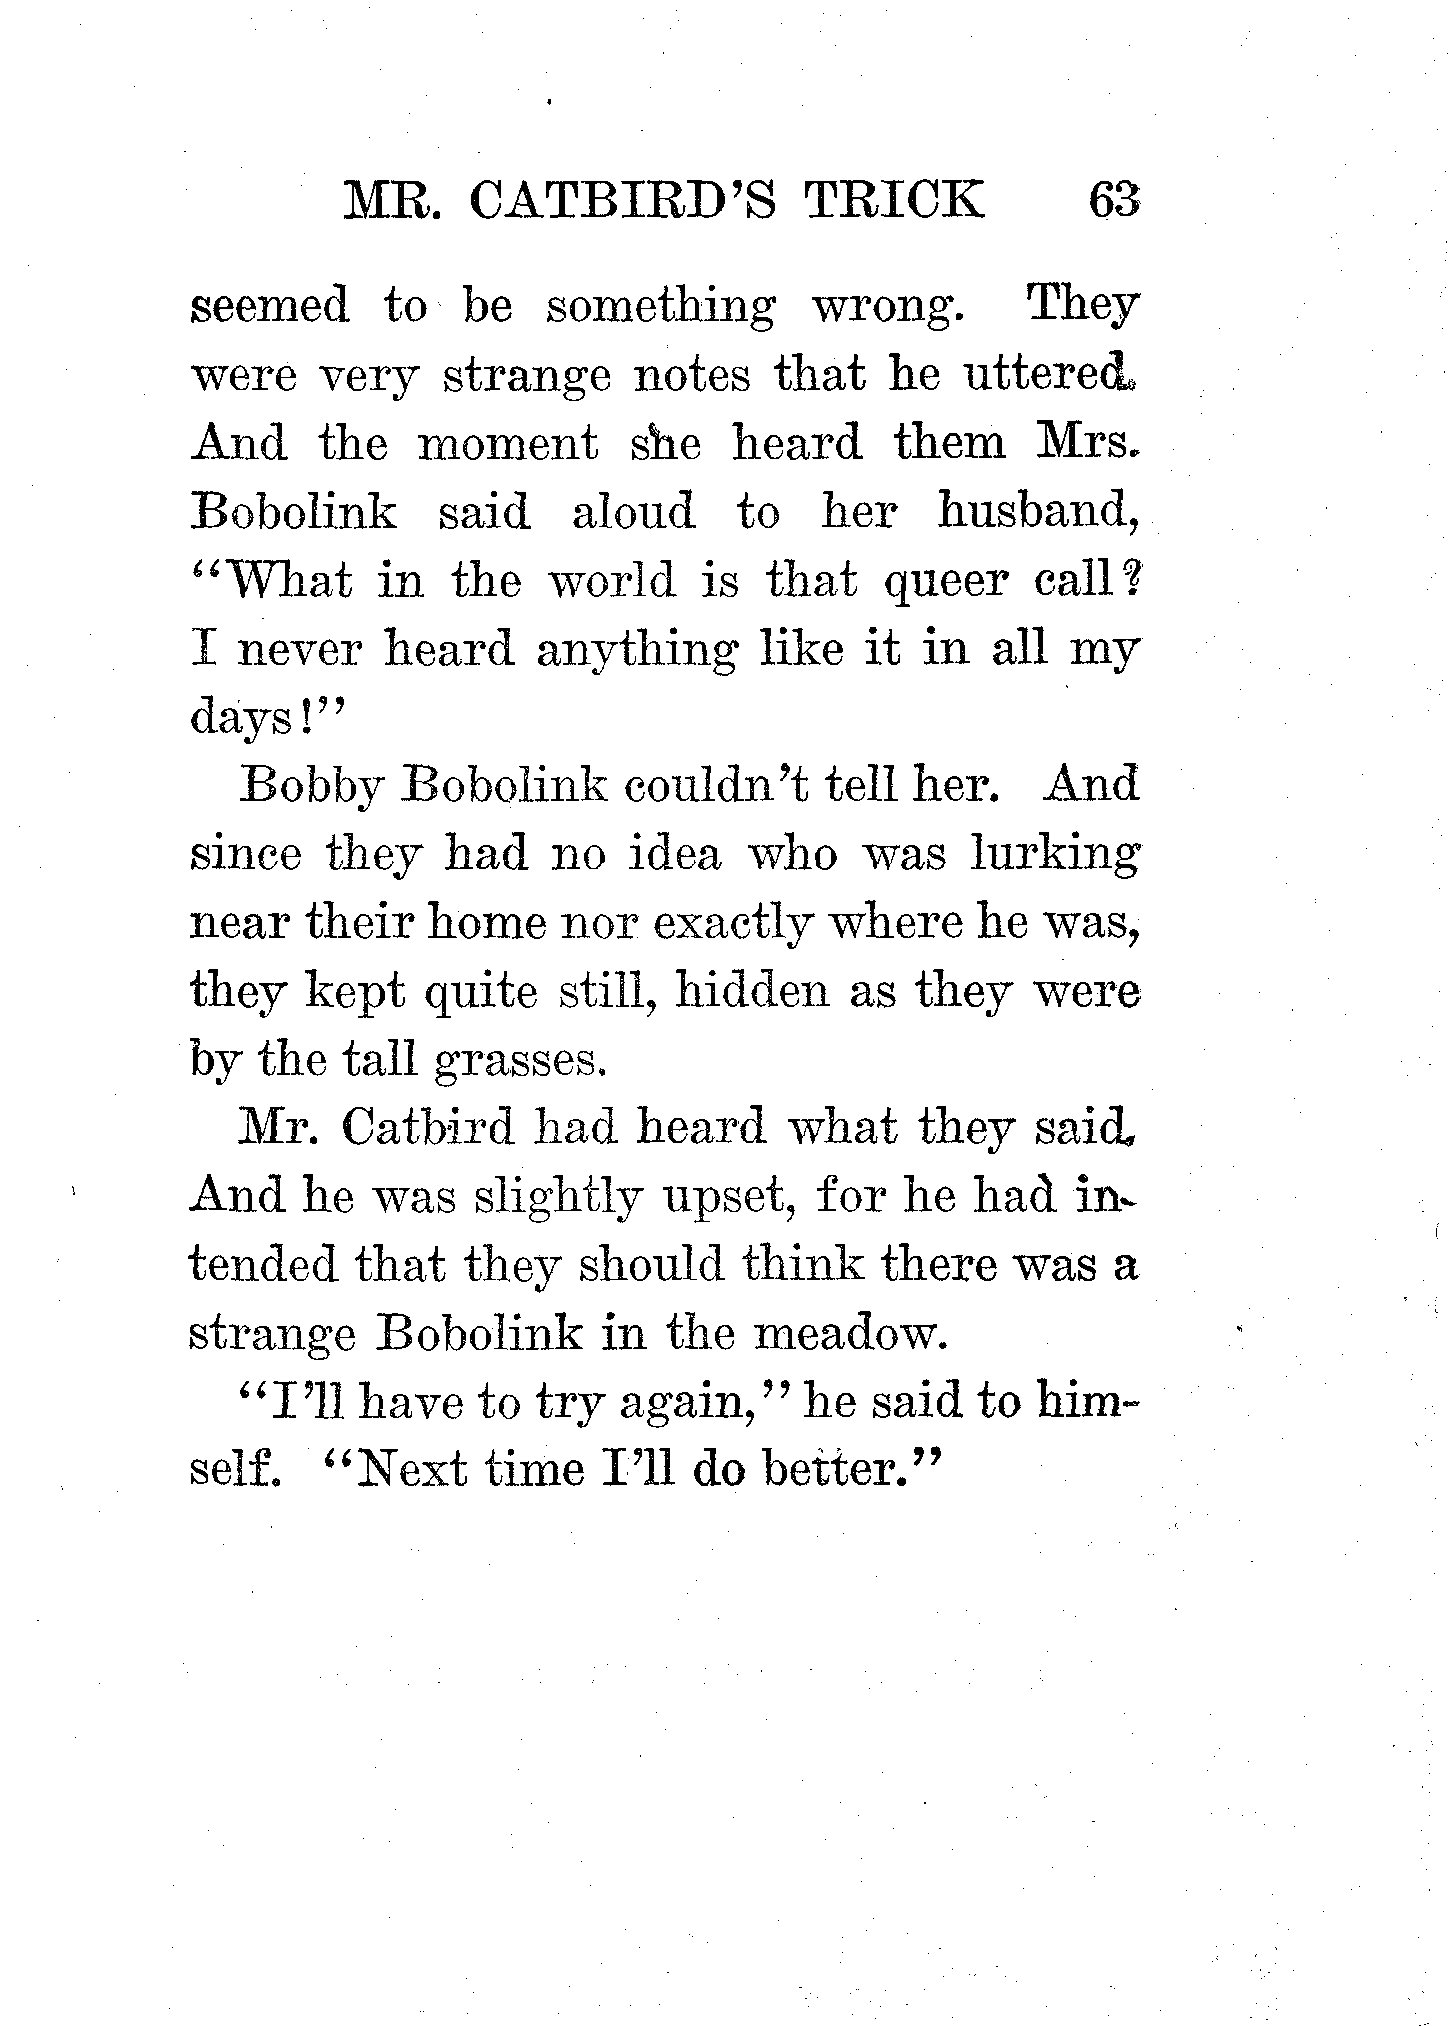 MR. CATBIRD'S TRICK 63
seemed to be something wrong. They
were very strange notes that he uttered.
And the moment she heard them Mrs.
Bobolink said aloud to her husband,
"What in the world is that queer call?
I never heard anything like it in all my
days!"
Bobby Bobolink couldn't tell her. And
since they had no idea who was lurking
near their home nor exactly where he was,
they kept quite still, hidden as they were
by the tall grasses.
Mr. Catbird had heard what they said.
And he was slightly upset, for he had in-
tended that they should think there was a
strange Bobolink in the meadow.
"I'll have to try again," he said to him-
self. "Next time I'll do better."